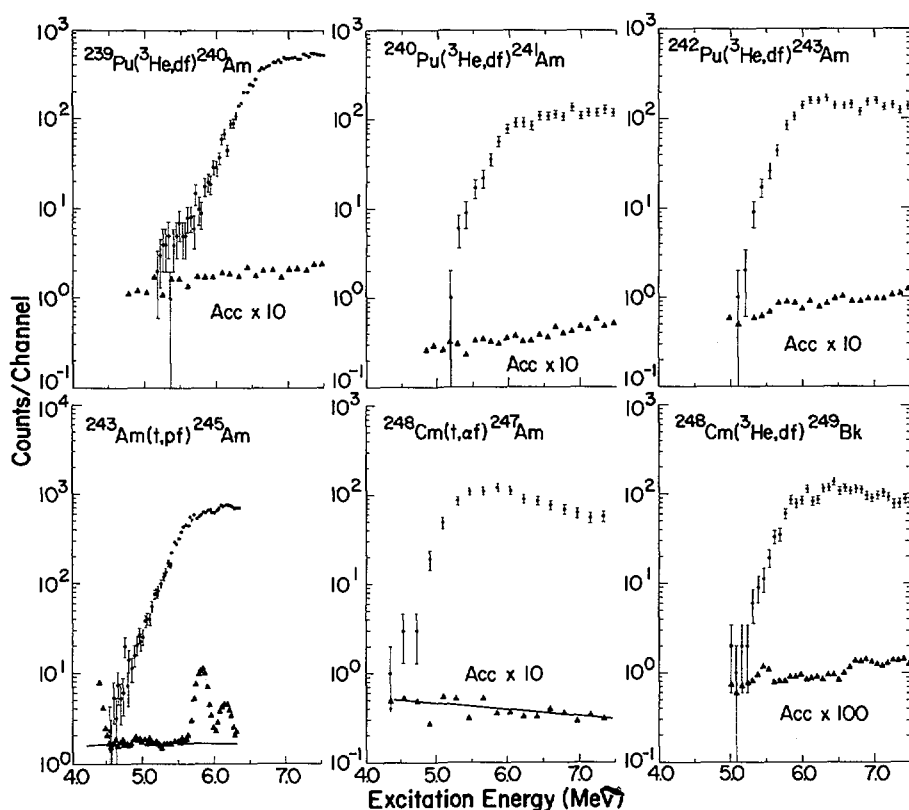 ²³⁹Pu(³He,df)²⁴⁰Am
²⁴⁰Pu(³He,df)²⁴¹Am
²⁴²Pu(³He,df)²⁴³Am
10³
10³
10²
10²
10²
10¹
10¹
10¹
10⁰
10⁰
10⁰
10⁻¹
10⁻¹
10⁻¹
Acc x 10
Acc x 10
Acc x 10
Counts/Channel
²⁴³Am(t,pf)²⁴⁵Am
²⁴⁸Cm(t,αf)²⁴⁷Am
²⁴⁸Cm(³He,df)²⁴⁹Bk
10⁴
10³
10³
10³
10²
10²
10²
10¹
10¹
10¹
10⁰
10⁰
10⁰
10⁻¹
10⁻¹
Acc x 10
Acc x 100
4.0 5.0 6.0 7.0 4.0 5.0 6.0 7.0 4.0 5.0 6.0 7.0
Excitation Energy (MeV)